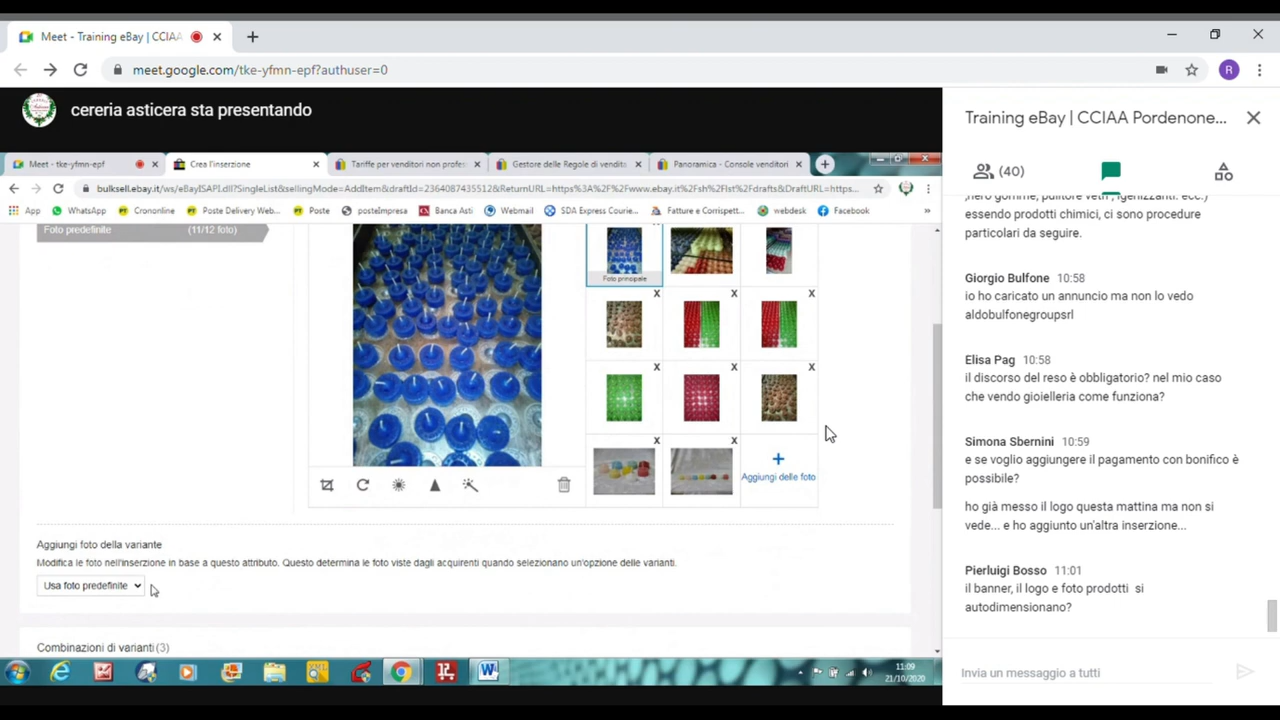 Meet - Training eBay | CCIAA
meet.google.com/tke-yfmn-epf?authuser=0
R
cereria asticera sta presentando
Training eBay | CCIAA Pordenone...
(40)
Meet - tke-yfmn-epf
Crea l'inserzione
Tariffe per venditori non profes
Gestore delle Regole di vendita
Panoramica - Console venditori
bulksell.ebay.it/ws/eBayISAPI.dll?SingleList&sellingMode=AddItem&draftId=2364087435512&ReturnURL=https%3A%2F%2Fwww.ebay.it%2Fsh%2Flst%2Fdrafts&DraftURL=https...
App
WhatsApp
Crononline
Poste Delivery Web...
Poste
posteImpresa
Banca Asti
Webmail
SDA Express Courie...
Fatture e Corrispett...
webdesk
Facebook
»
Foto predefinite (11/12 foto)
Foto principale
X X X
X X X
X X
Aggiungi delle foto
Aggiungi foto della variante
Modifica le foto nell'inserzione in base a questo attributo. Questo determina le foto viste dagli acquirenti quando selezionano un'opzione delle varianti.
Usa foto predefinite
Combinazioni di varianti (3)
11:09
21/10/2020
,nero gomme, pulitore vetri , igenizzanti. ecc.)
essendo prodotti chimici, ci sono procedure
particolari da seguire.
Giorgio Bulfone 10:58
io ho caricato un annuncio ma non lo vedo
aldobulfonegroupsrl
Elisa Pag 10:58
il discorso del reso è obbligatorio? nel mio caso
che vendo gioielleria come funziona?
Simona Sbernini 10:59
e se voglio aggiungere il pagamento con bonifico è
possibile?
ho già messo il logo questa mattina ma non si
vede... e ho aggiunto un'altra inserzione...
Pierluigi Bosso 11:01
il banner, il logo e foto prodotti si
autodimensionano?
Invia un messaggio a tutti